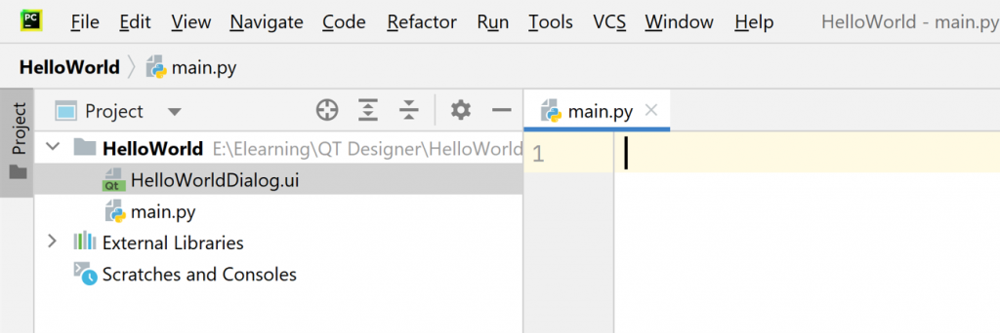 PC File Edit View Navigate Code Refactor Run Tools VCS Window Help HelloWorld - main.py
HelloWorld main.py
Project
Project
main.py
HelloWorld E:\Elearning\QT Designer\HelloWorld
1
Qt HelloWorldDialog.ui
main.py
External Libraries
Scratches and Consoles